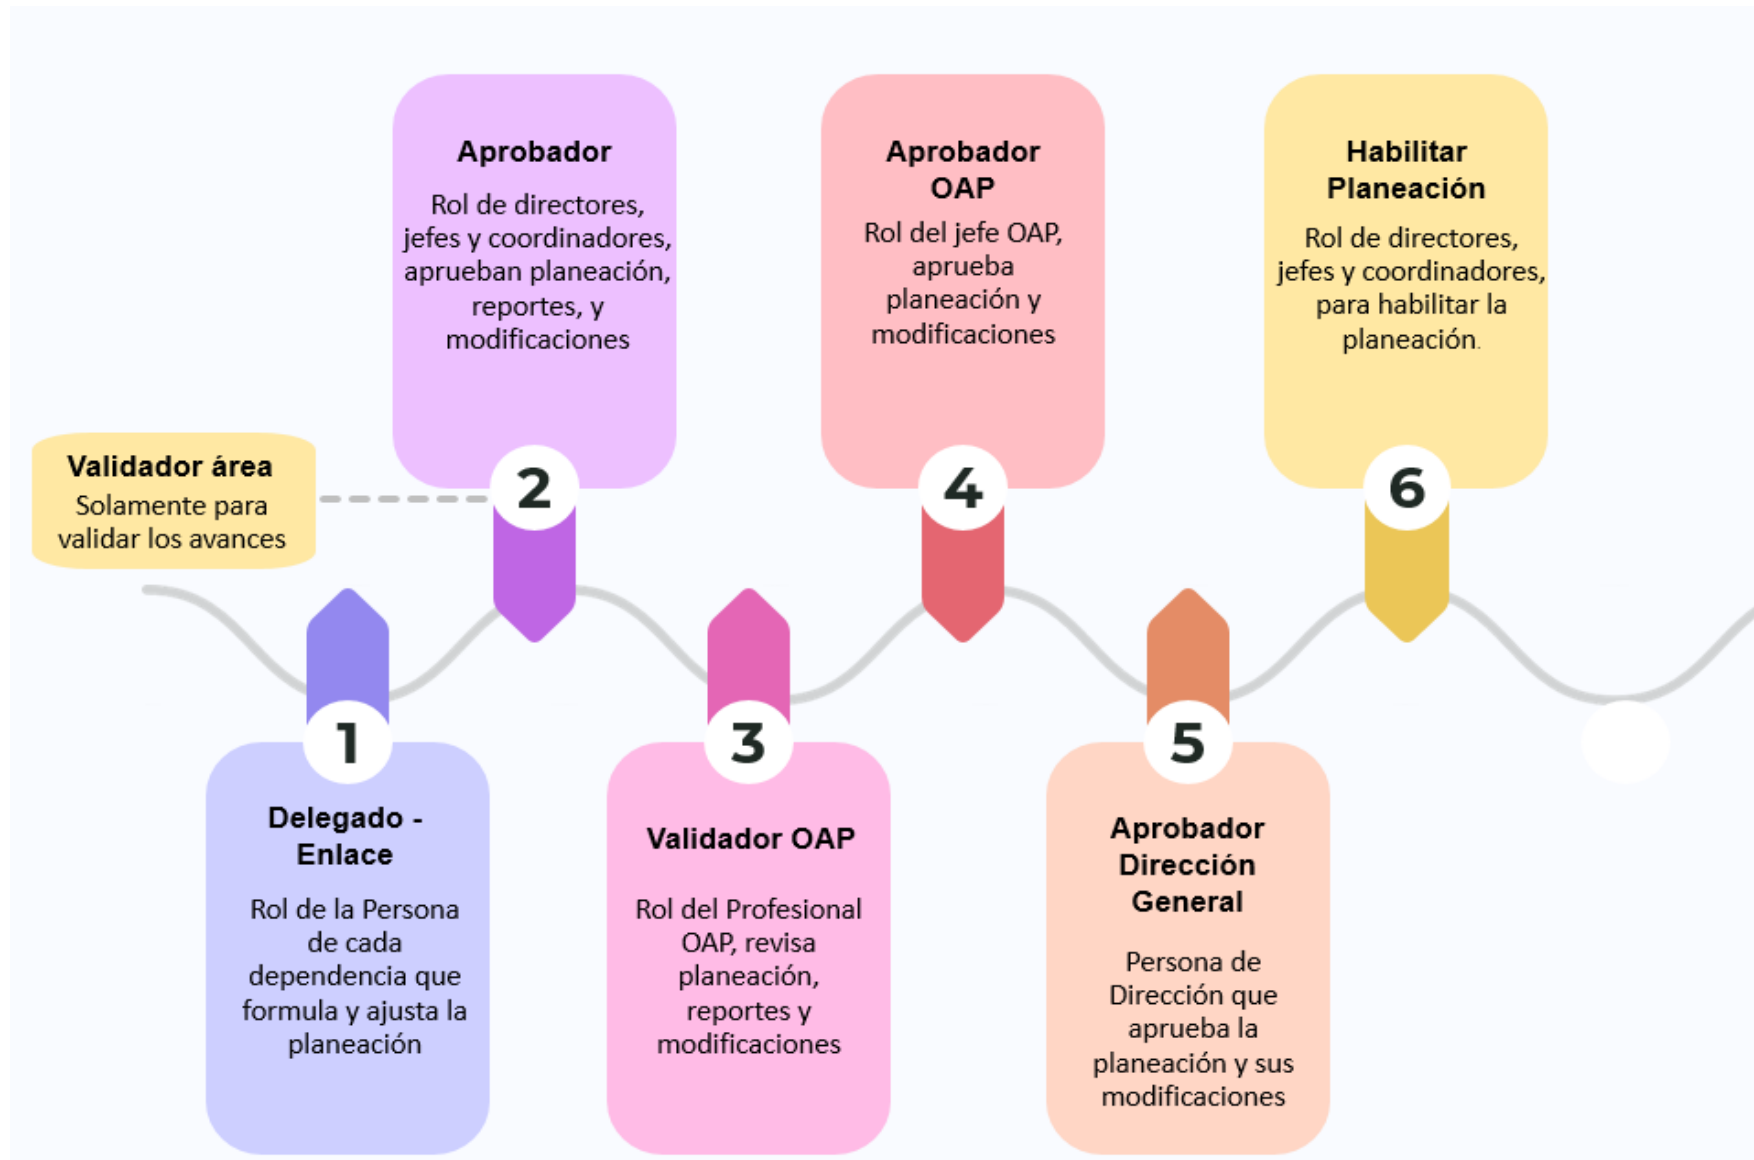 Validador área
Solamente para
validar los avances
1
Delegado -
Enlace
Rol de la Persona
de cada
dependencia que
formula y ajusta la
planeación
Aprobador
Rol de directores,
jefes y coordinadores,
aprueban planeación,
reportes, y
modificaciones
2
3
Validador OAP
Rol del Profesional
OAP, revisa
planeación,
reportes y
modificaciones
Aprobador
OAP
Rol del jefe OAP,
aprueba
planeación y
modificaciones
4
5
Aprobador
Dirección
General
Persona de
Dirección que
aprueba la
planeación y sus
modificaciones
Habilitar
Planeación
Rol de directores,
jefes y coordinadores,
para habilitar la
planeación.
6